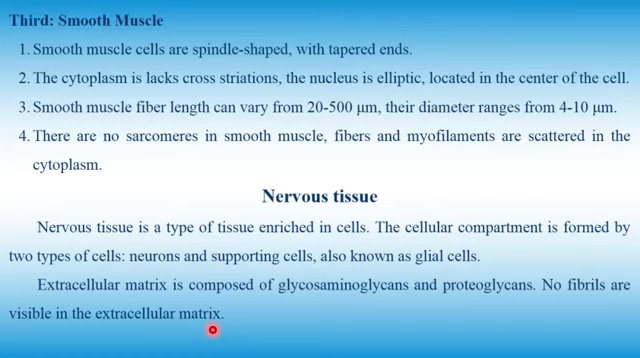 Third: Smooth Muscle
1. Smooth muscle cells are spindle-shaped, with tapered ends.
2. The cytoplasm is lacks cross striations, the nucleus is elliptic, located in the center of the cell.
3. Smooth muscle fiber length can vary from 20-500 μm, their diameter ranges from 4-10 μm.
4. There are no sarcomeres in smooth muscle, fibers and myofilaments are scattered in the
cytoplasm.
Nervous tissue
Nervous tissue is a type of tissue enriched in cells. The cellular compartment is formed by
two types of cells: neurons and supporting cells, also known as glial cells.
Extracellular matrix is composed of glycosaminoglycans and proteoglycans. No fibrils are
visible in the extracellular matrix.